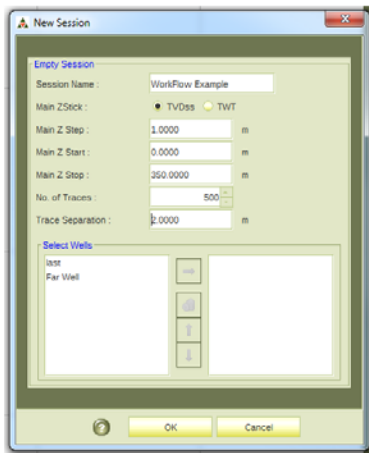 New Session
Empty Session
Session Name : WorkFlow Example
Main ZStick : TVDss TWT
Main Z Step : 1.0000 m
Main Z Start : 0.0000 m
Main Z Stop : 350.0000 m
No. of Traces : 500
Trace Separation : 2.0000 m
Select Wells
last
Far Well
OK Cancel